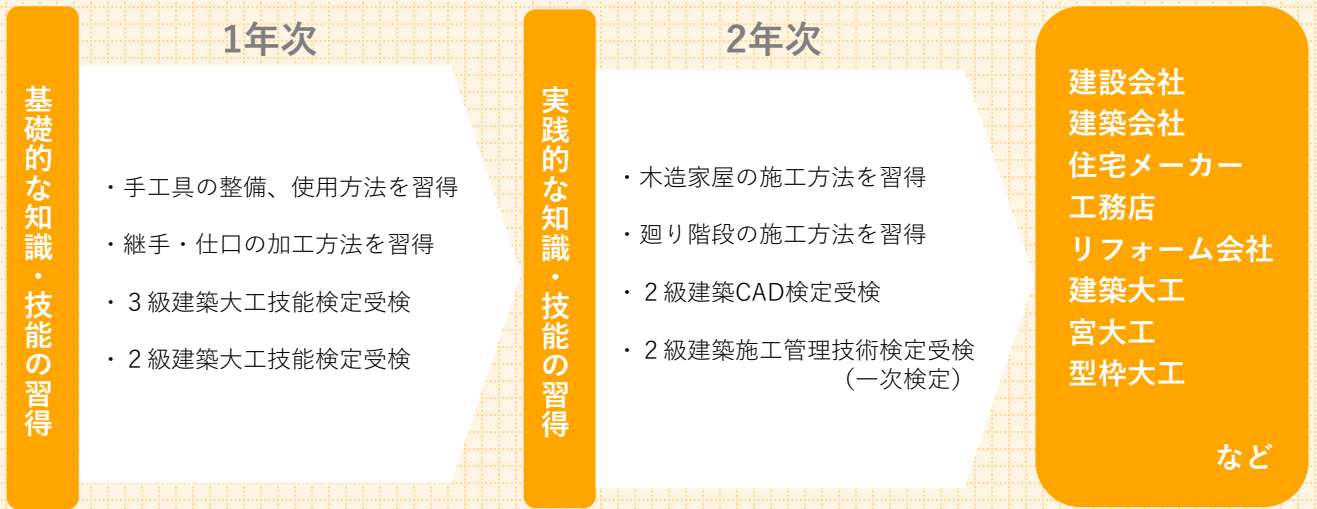 基礎的な知識・技能の習得
1年次
・手工具の整備、使用方法を習得
・継手・仕口の加工方法を習得
・３級建築大工技能検定受検
・２級建築大工技能検定受検
実践的な知識・技能の習得
2年次
・木造家屋の施工方法を習得
・廻り階段の施工方法を習得
・２級建築CAD検定受検
・２級建築施工管理技術検定受検
（一次検定）
建設会社
建築会社
住宅メーカー
工務店
リフォーム会社
建築大工
宮大工
型枠大工
など